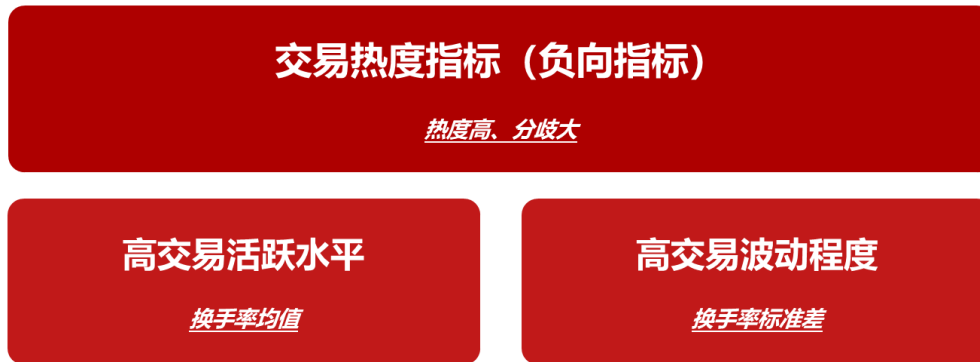 交易热度指标（负向指标）
热度高、分歧大
高交易活跃水平
高交易波动程度
换手率均值
换手率标准差